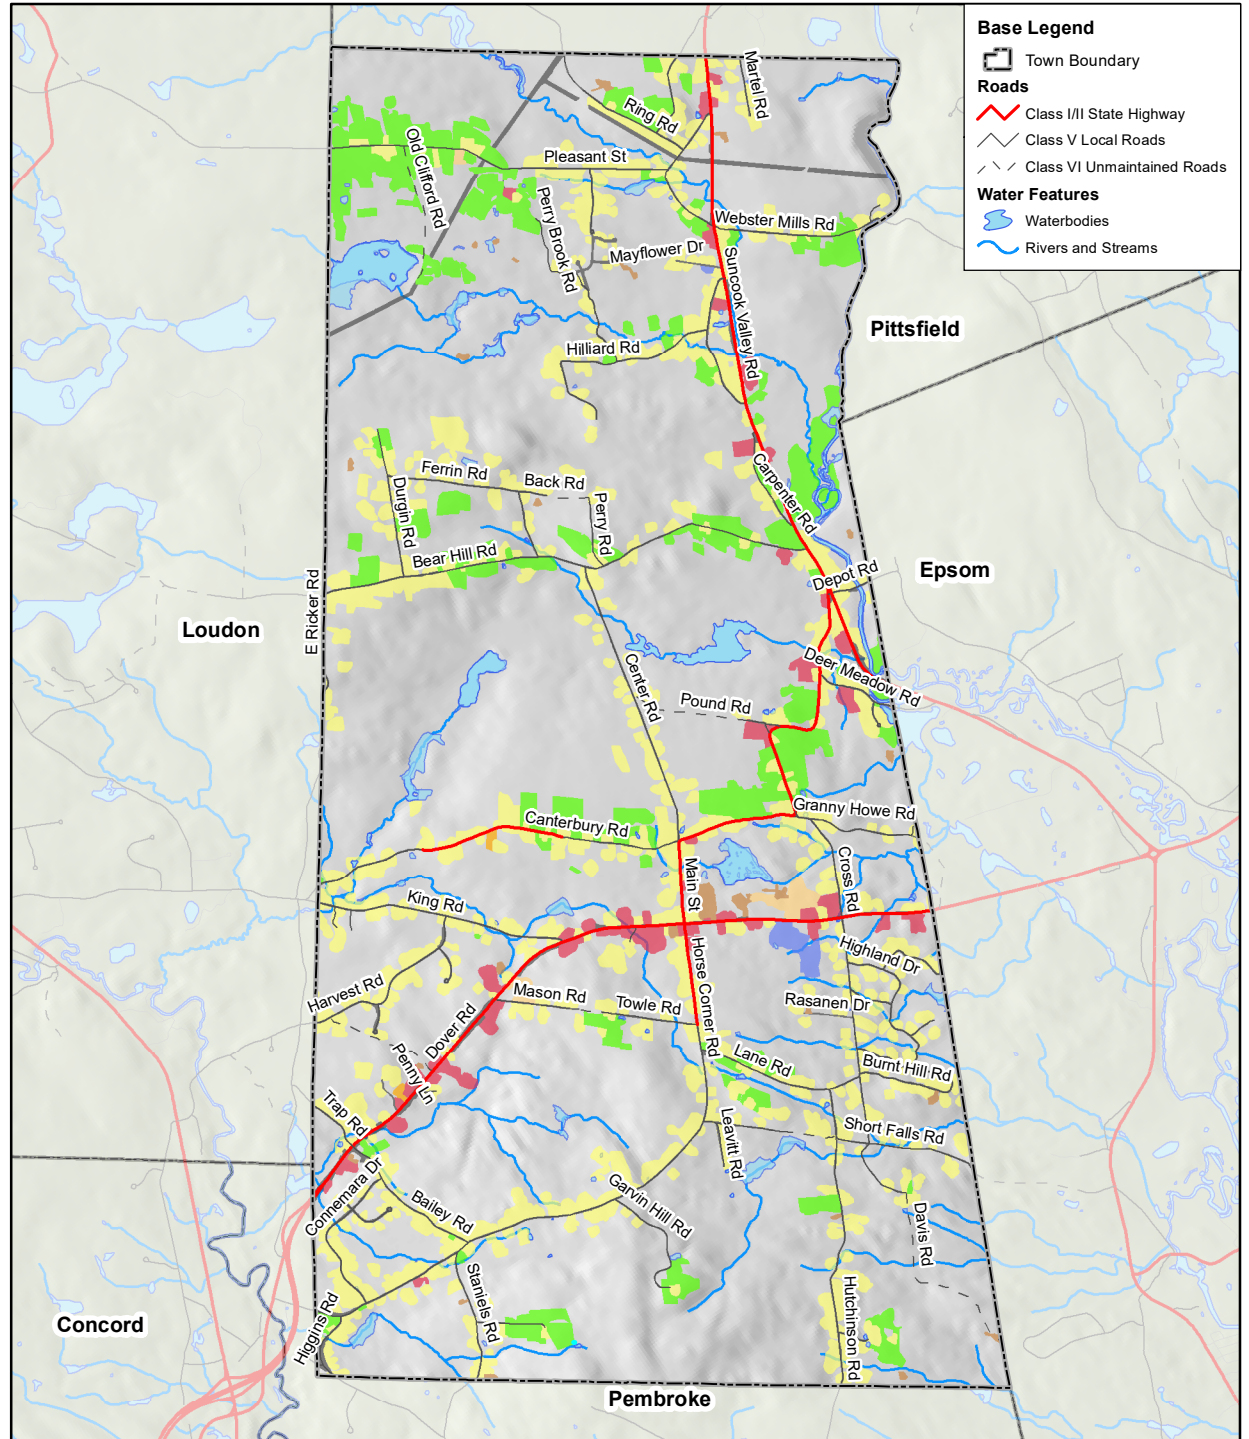 Base Legend
Town Boundary
Roads
Class I/II State Highway
Class V Local Roads
Class VI Unmaintained Roads
Water Features
Waterbodies
Rivers and Streams
Martel Rd
Ring Rd
Old Clifford Rd
Pleasant St
Perry Brook Rd
Webster Mills Rd
Mayflower Dr
Suncook Valley Rd
Pittsfield
Hilliard Rd
Ferrin Rd
Back Rd
Carpenter Rd
Durgin Rd
Perry Rd
Bear Hill Rd
Depot Rd
Epsom
E Ricker Rd
Loudon
Center Rd
Deer Meadow Rd
Pound Rd
Granny Howe Rd
Canterbury Rd
Main St
Cross Rd
King Rd
Horse Corner Rd
Highland Dr
Harvest Rd
Mason Rd
Towle Rd
Rasanen Dr
Dover Rd
Penny Ln
Lane Rd
Burnt Hill Rd
Trap Rd
Leavitt Rd
Short Falls Rd
Connemara Dr
Bailey Rd
Garvin Hill Rd
Davis Rd
Staniels Rd
Hutchinson Rd
Higgins Rd
Concord
Pembroke